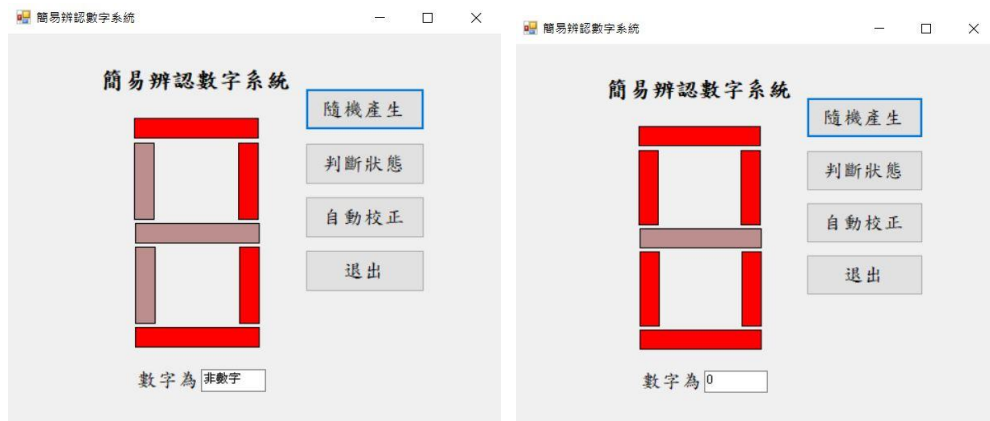 簡易辨認數字系統
簡易辨認數字系統
隨機產生
判斷狀態
自動校正
退出
數字為 非數字
簡易辨認數字系統
簡易辨認數字系統
隨機產生
判斷狀態
自動校正
退出
數字為 0